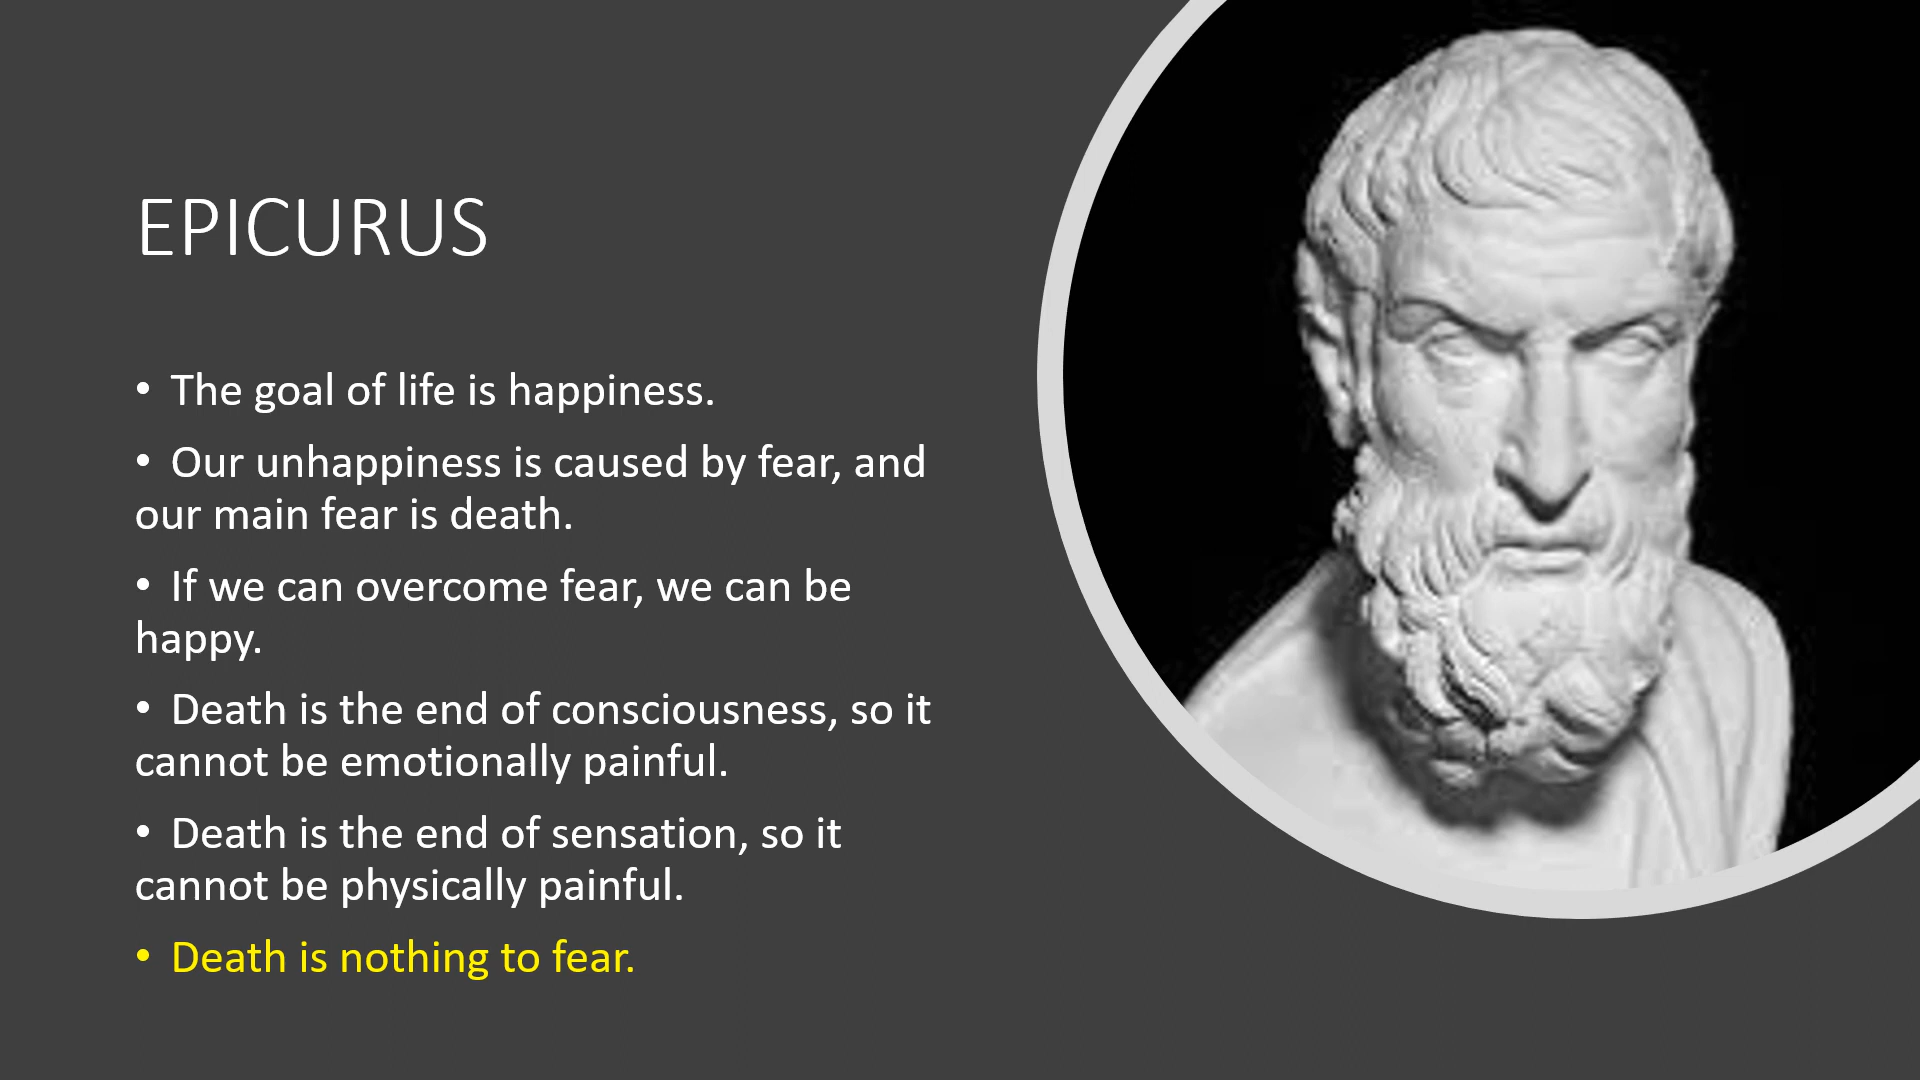 EPICURUS
• The goal of life is happiness.
• Our unhappiness is caused by fear, and
our main fear is death.
• If we can overcome fear, we can be
happy.
• Death is the end of consciousness, so it
cannot be emotionally painful.
• Death is the end of sensation, so it
cannot be physically painful.
• Death is nothing to fear.